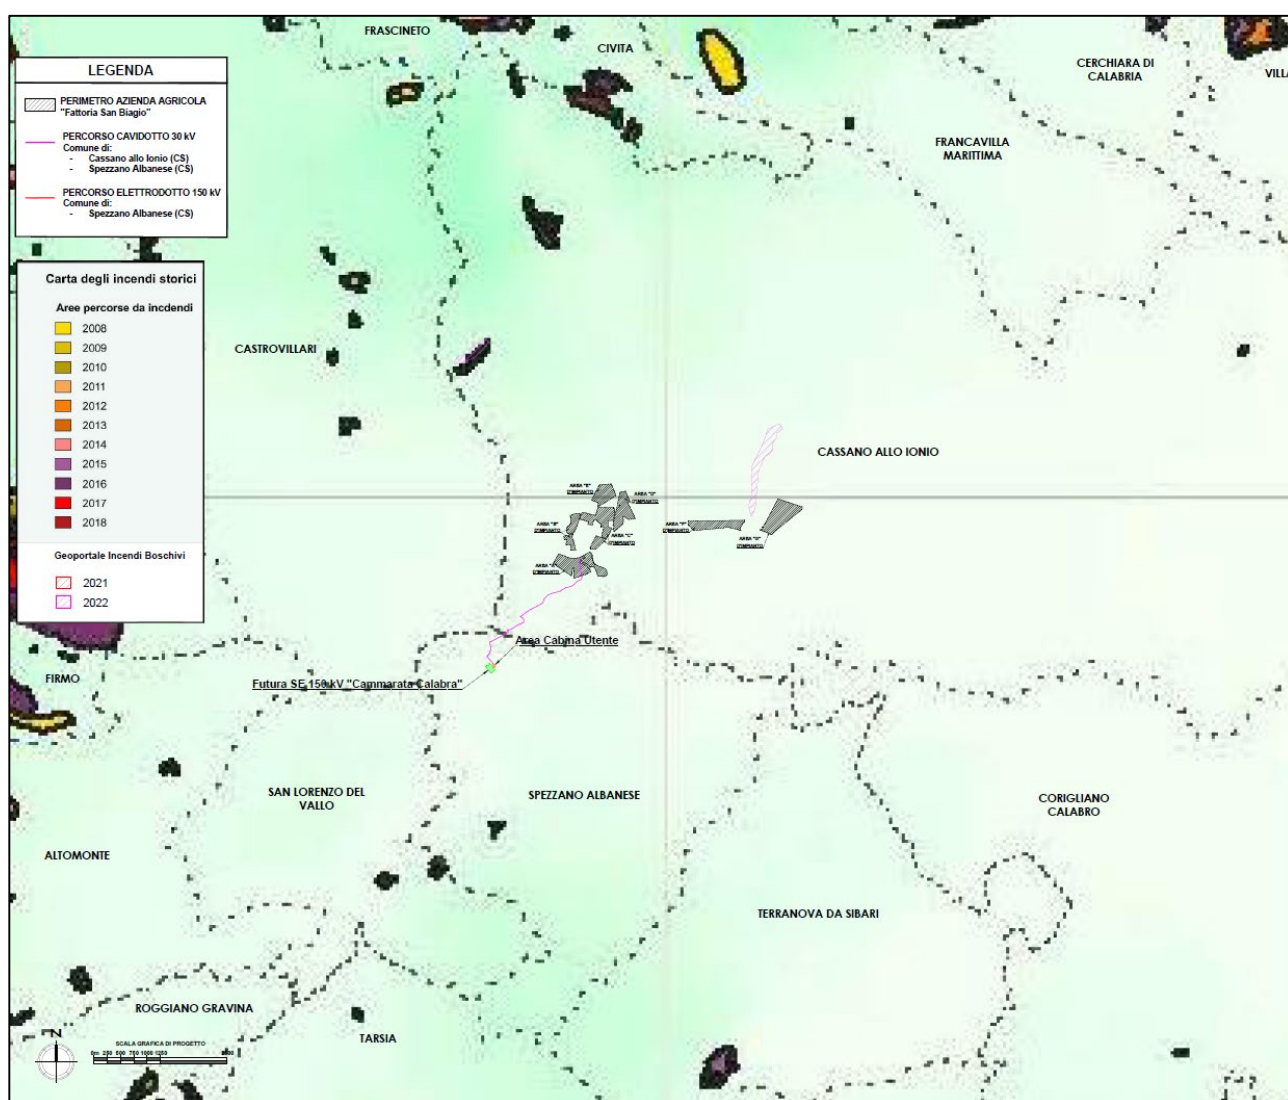 FRASCINETO
CIVITA
CERCHIARA DI
CALABRIA
VILLA
LEGENDA
PERIMETRO AZIENDA AGRICOLA
"Fattoria San Biagio"
PERCORSO CAVIDOTTO 30 kV
Comune di:
- Cassano allo Ionio (CS)
- Spezzano Albanese (CS)
PERCORSO ELETTRODOTTO 150 kV
Comune di:
- Spezzano Albanese (CS)
FRANCAVILLA
MARITTIMA
Carta degli incendi storici
Aree percorse da incdendi
2008
2009
2010
2011
2012
2013
2014
2015
2016
2017
2018
Geoportale Incendi Boschivi
2021
2022
CASTROVILLARI
CASSANO ALLO IONIO
Area Cabina Utente
Futura SE 150 kV "Cammarata Calabra"
FIRMO
SAN LORENZO DEL
VALLO
SPEZZANO ALBANESE
CORIGLIANO
CALABRO
ALTOMONTE
TERRANOVA DA SIBARI
ROGGIANO GRAVINA
TARSIA
N
SCALA GRAFICA DI PROGETTO